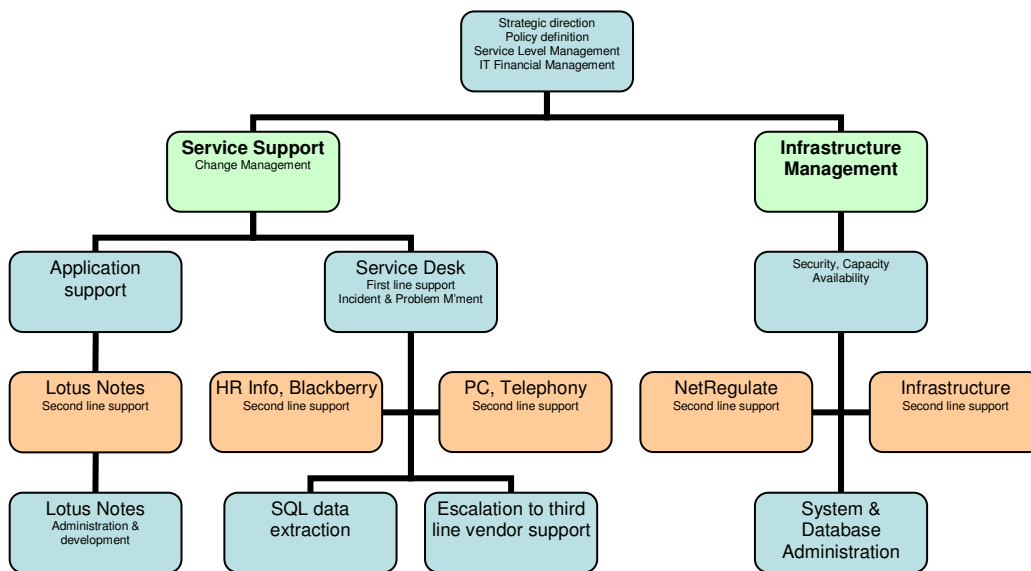 Strategic direction
Policy definition
Service Level Management
IT Financial Management
Service Support
Change Management
Infrastructure
Management
Application
support
Service Desk
First line support
Incident & Problem M'ment
Security, Capacity
Availability
Lotus Notes
Second line support
HR Info, Blackberry
Second line support
PC, Telephony
Second line support
NetRegulate
Second line support
Infrastructure
Second line support
Lotus Notes
Administration &
development
SQL data
extraction
Escalation to third
line vendor support
System &
Database
Administration